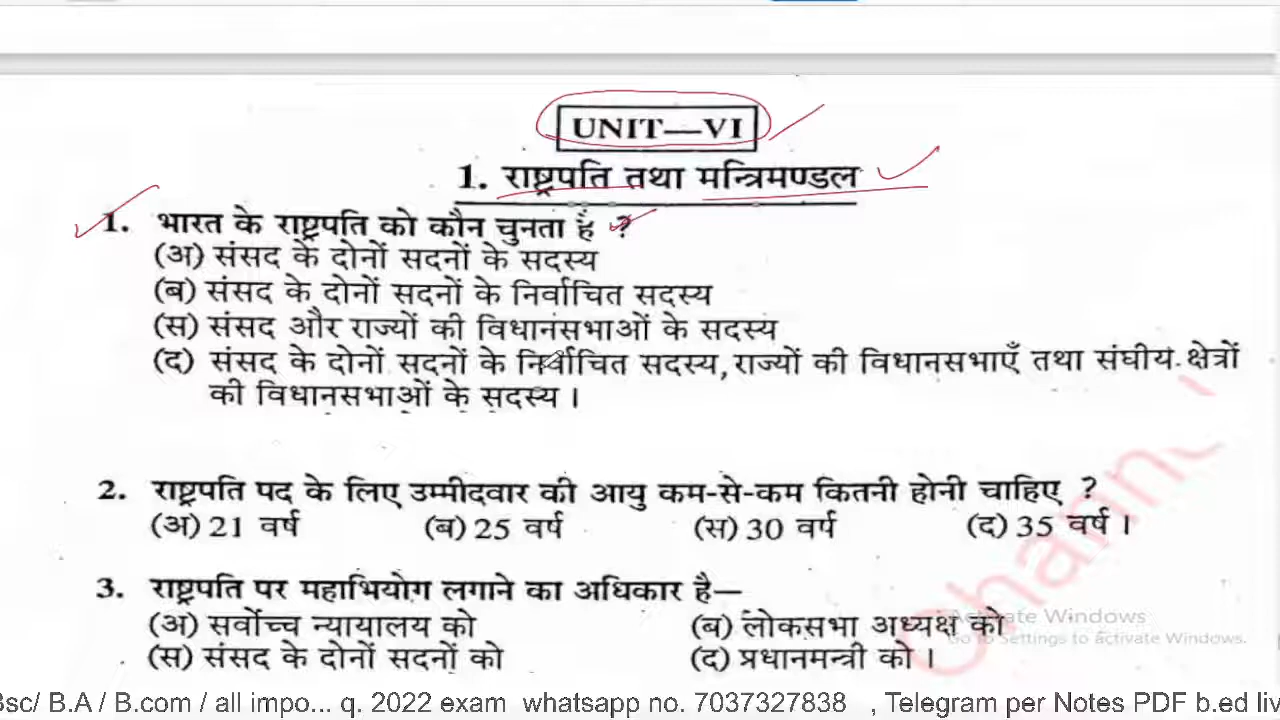 UNIT—VI
1. राष्ट्रपति तथा मन्त्रिमण्डल
1. भारत के राष्ट्रपति को कौन चुनता है ?
(अ) संसद के दोनों सदनों के सदस्य
(ब) संसद के दोनों सदनों के निर्वाचित सदस्य
(स) संसद और राज्यों की विधानसभाओं के सदस्य
(द) संसद के दोनों सदनों के निर्वाचित सदस्य, राज्यों की विधानसभाएँ तथा संघीय क्षेत्रों
की विधानसभाओं के सदस्य ।
2. राष्ट्रपति पद के लिए उम्मीदवार की आयु कम-से-कम कितनी होनी चाहिए ?
(अ) 21 वर्ष (ब) 25 वर्ष (स) 30 वर्ष (द) 35 वर्ष ।
3. राष्ट्रपति पर महाभियोग लगाने का अधिकार है—
(अ) सर्वोच्च न्यायालय को (ब) लोकसभा अध्यक्ष को
(स) संसद के दोनों सदनों को (द) प्रधानमन्त्री को ।
Channel
Activate Windows
Go to Settings to activate Windows.
Bsc/ B.A / B.com / all impo... q. 2022 exam whatsapp no. 7037327838 , Telegram per Notes PDF b.ed liv